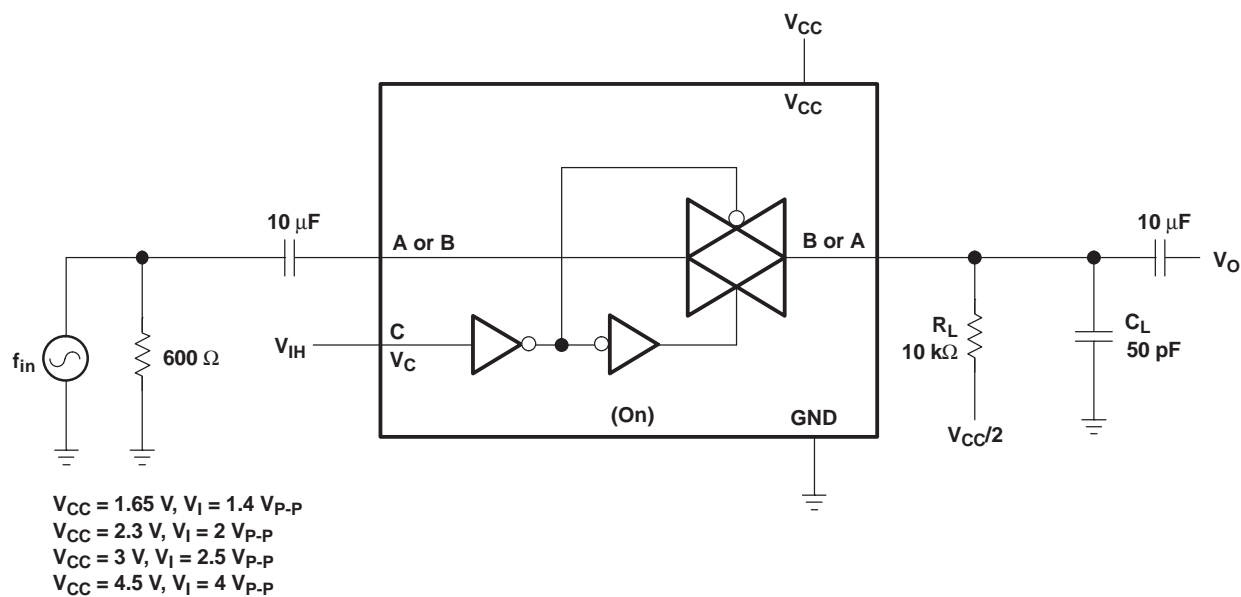 VCC
VCC
10 μF
A or B
B or A
10 μF
VO
fin
600 Ω
VIH
C
VC
RL
10 kΩ
CL
50 pF
(On)
GND
VCC/2
VCC = 1.65 V, VI = 1.4 VP-P
VCC = 2.3 V, VI = 2 VP-P
VCC = 3 V, VI = 2.5 VP-P
VCC = 4.5 V, VI = 4 VP-P